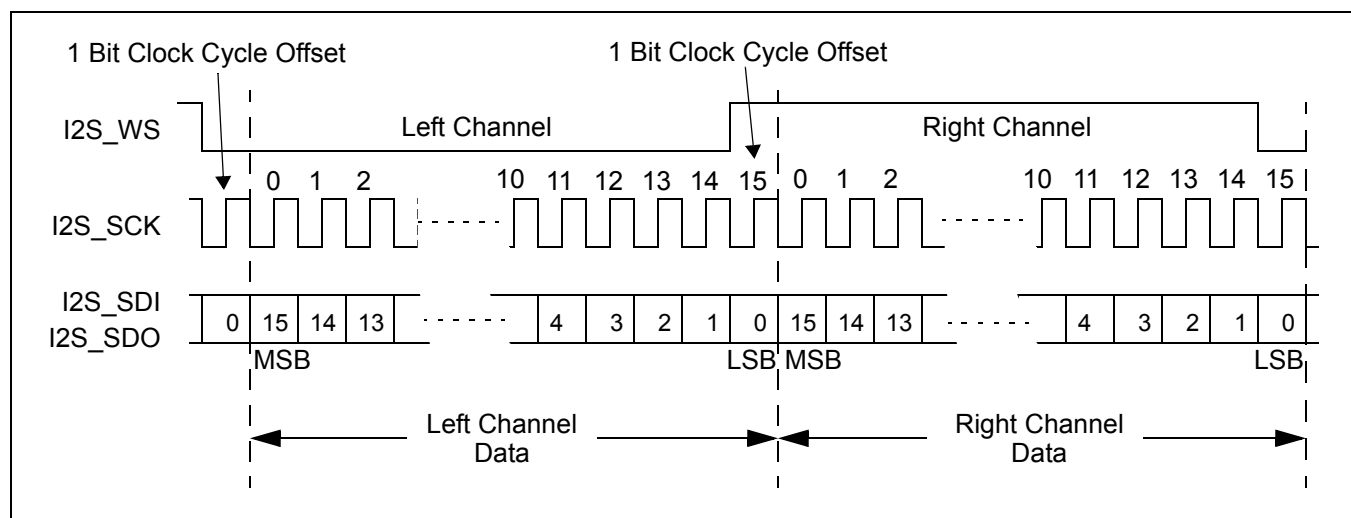 1 Bit Clock Cycle Offset 1 Bit Clock Cycle Offset
I2S_WS Left Channel Right Channel
0 1 2 10 11 12 13 14 15 0 1 2 10 11 12 13 14 15
I2S_SCK
I2S_SDI
0 15 14 13 4 3 2 1 0 15 14 13 4 3 2 1 0
I2S_SDO
MSB LSB MSB LSB
Left Channel Right Channel
Data Data